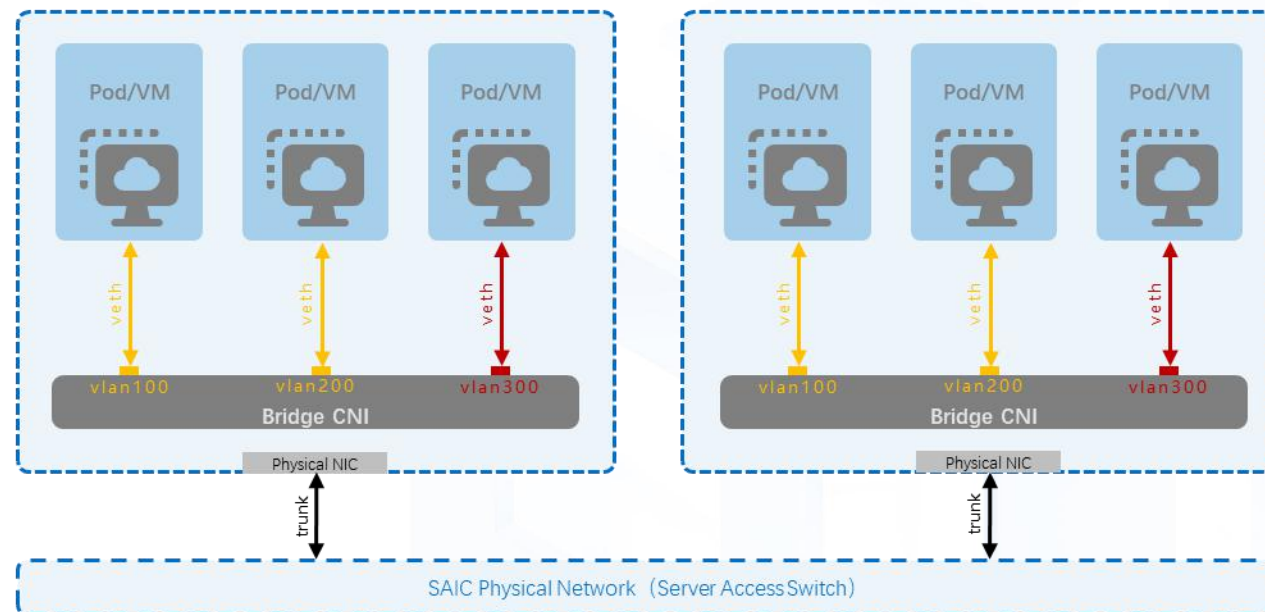 Pod/VM Pod/VM Pod/VM Pod/VM Pod/VM Pod/VM
veth veth veth veth veth veth
vlan100 vlan200 vlan300 vlan100 vlan200 vlan300
Bridge CNI Bridge CNI
Physical NIC Physical NIC
trunk trunk
SAIC Physical Network（Server Access Switch）